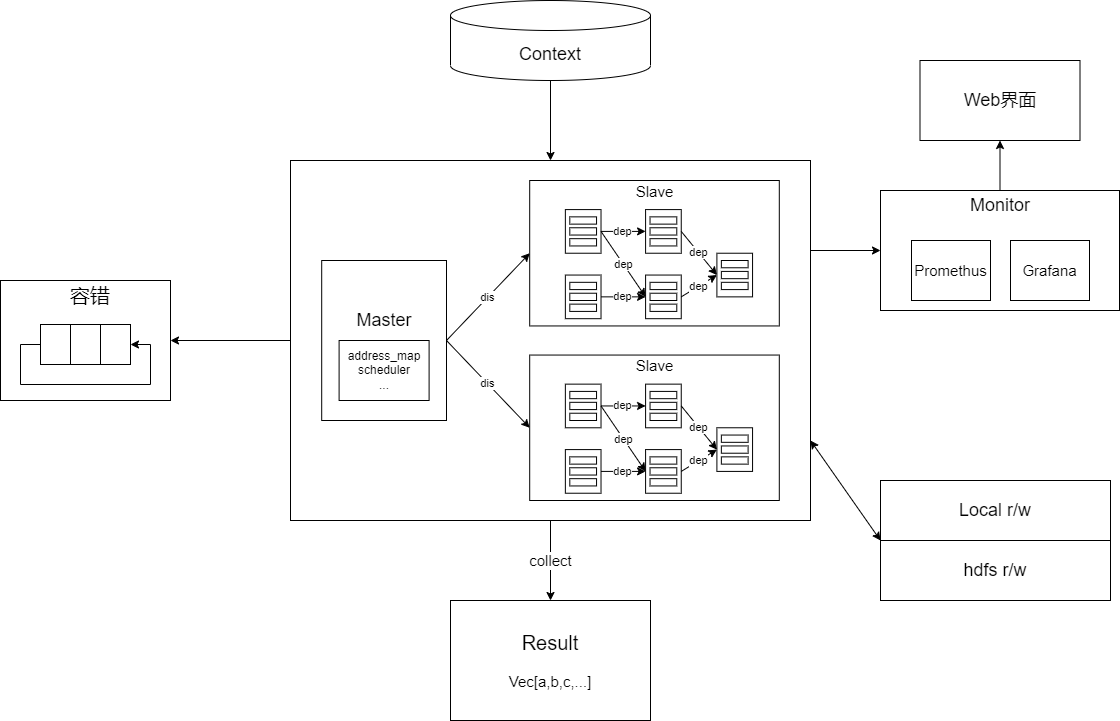 Context
Web界面
Monitor
Promethus
Grafana
容错
Master
address_map
scheduler
...
dis
dis
Slave
dep
dep
dep
dep
dep
Slave
dep
dep
dep
dep
dep
Local r/w
hdfs r/w
collect
Result
Vec[a,b,c,...]